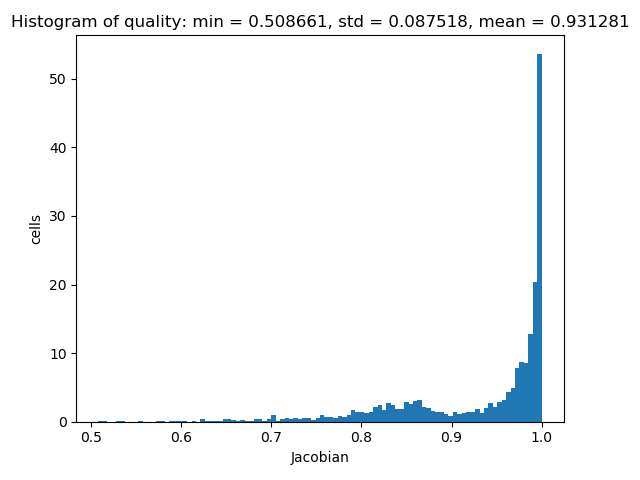 Histogram of quality: min = 0.508661, std = 0.087518, mean = 0.931281
50
40
30
20
10
0
cells
0.5 0.6 0.7 0.8 0.9 1.0
Jacobian